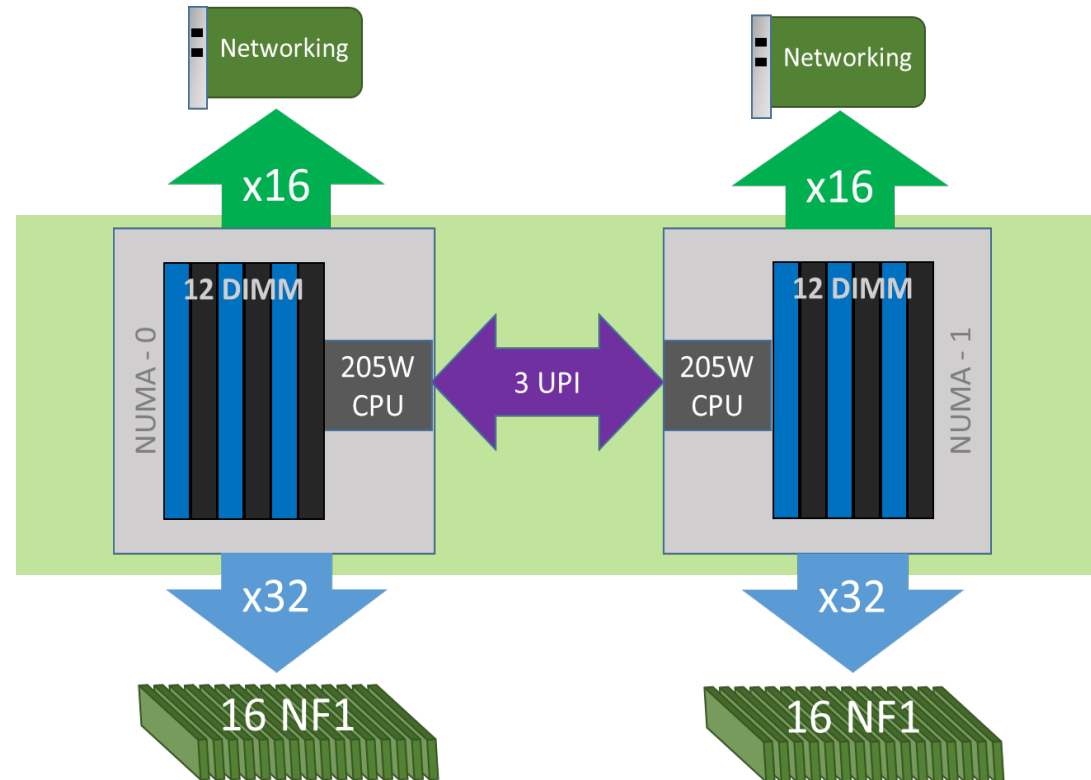 Networking
Networking
x16
x16
12 DIMM
12 DIMM
NUMA - 0
205W
CPU
3 UPI
205W
CPU
NUMA - 1
x32
x32
16 NF1
16 NF1